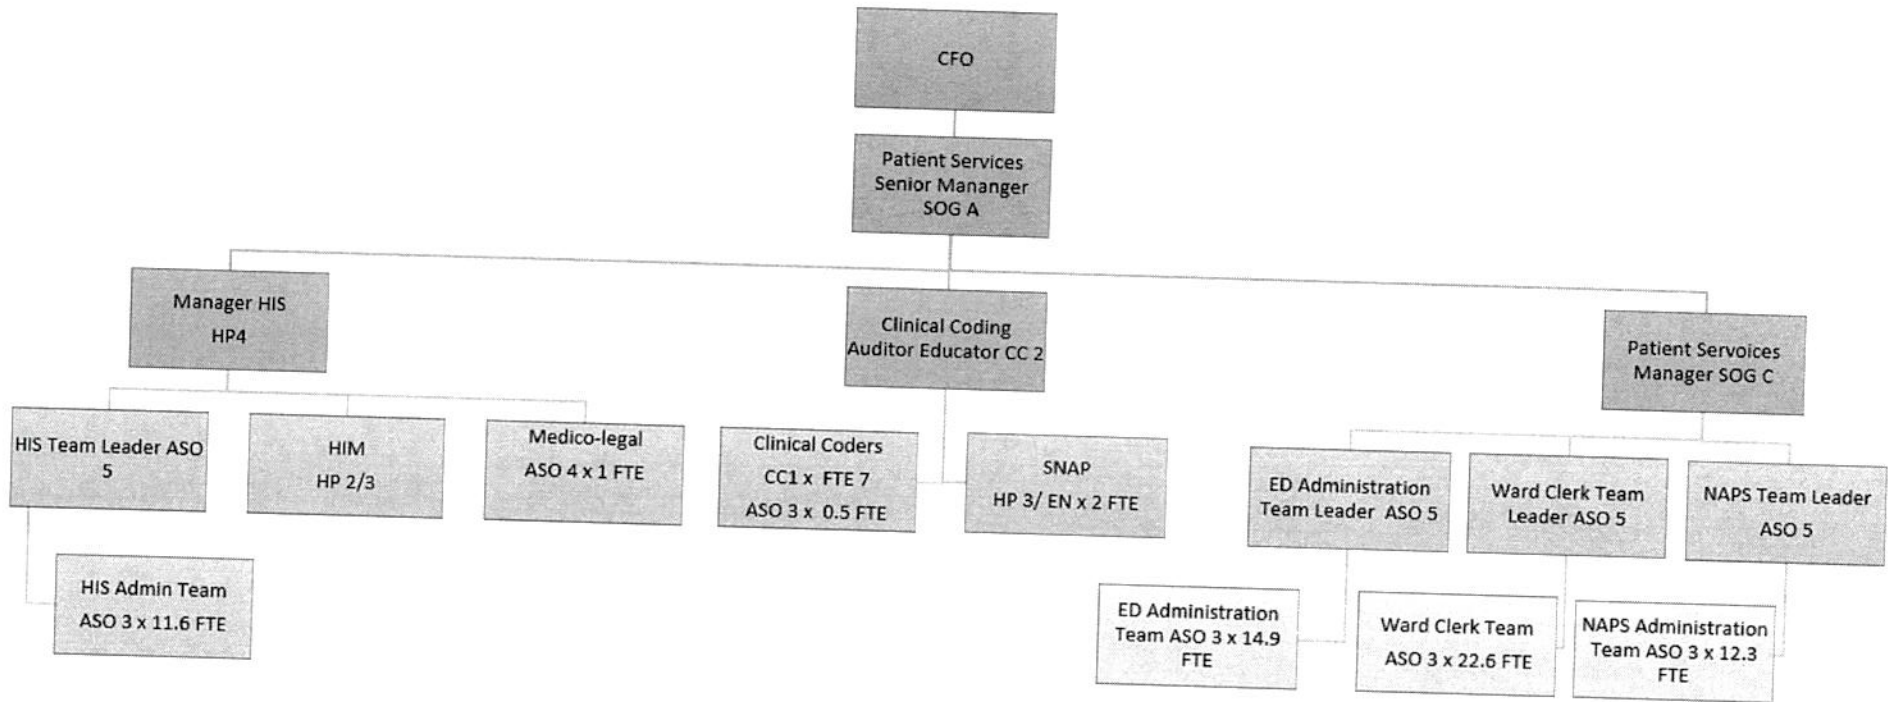 CFO
Patient Services
Senior Mananger
SOG A
Manager HIS
HP4
Clinical Coding
Auditor Educator CC 2
Patient Servoices
Manager SOG C
HIS Team Leader ASO
5
HIM
HP 2/3
Medico-legal
ASO 4 x 1 FTE
Clinical Coders
CC1 x FTE 7
ASO 3 x 0.5 FTE
SNAP
HP 3/ EN x 2 FTE
ED Administration
Team Leader ASO 5
Ward Clerk Team
Leader ASO 5
NAPS Team Leader
ASO 5
HIS Admin Team
ASO 3 x 11.6 FTE
ED Administration
Team ASO 3 x 14.9
FTE
Ward Clerk Team
ASO 3 x 22.6 FTE
NAPS Administration
Team ASO 3 x 12.3
FTE